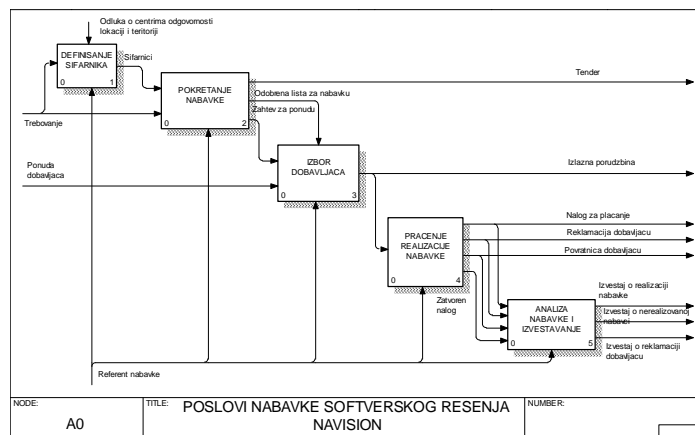 Odluka o centrima odgovornosti
lokaciji i teritoriji
DEFINISANJE
SIFARNIKA
0 1
Sifarnici
POKRETANJE
NABAVKE
0 2
Tender
Odobrena lista za nabavku
Zahtev za ponudu
Trebovanje
IZBOR
DOBAVLJACA
0 3
Ponuda
dobavljaca
Izlazna porudzbina
PRACENJE
REALIZACIJE
NABAVKE
0 4
Nalog za placanje
Reklamacija dobavljacu
Povratnica dobavljacu
Zatvoren
nalog
ANALIZA
NABAVKE I
IZVESTAVANJE
0 5
Izvestaj o realizaciji
nabavke
Izvestaj o nerealizovanoj
nabavci
Izvestaj o reklamaciji
dobavljacu
Referent nabavke
NODE:
A0
TITLE:
POSLOVI NABAVKE SOFTVERSKOG RESENJA
NAVISION
NUMBER: